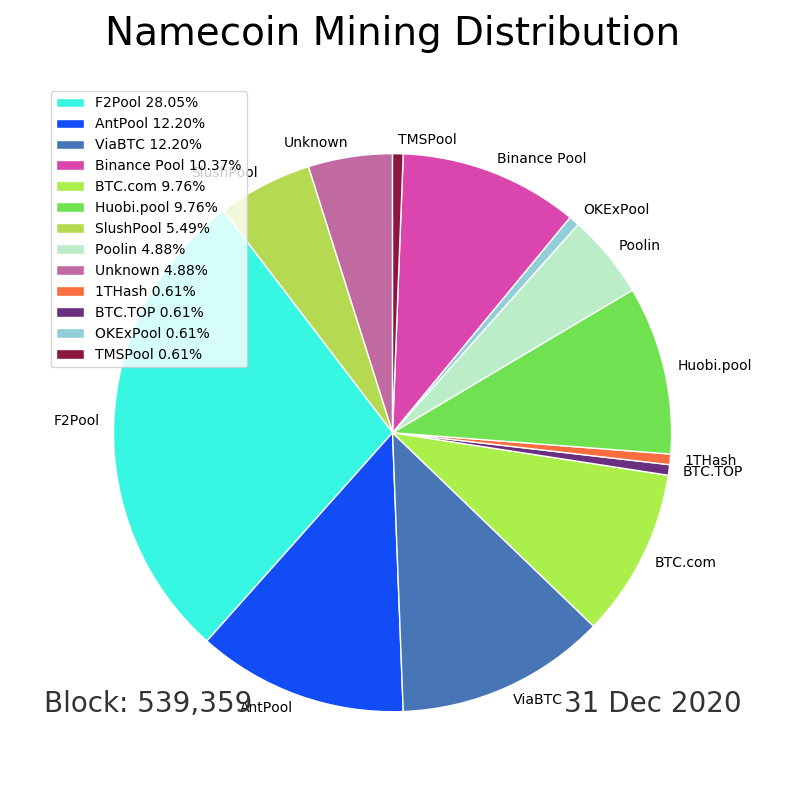 Namecoin Mining Distribution
F2Pool 28.05%
AntPool 12.20%
ViaBTC 12.20%
Binance Pool 10.37%
BTC.com 9.76%
Huobi.pool 9.76%
SlushPool 5.49%
Poolin 4.88%
Unknown 4.88%
1THash 0.61%
BTC.TOP 0.61%
OKExPool 0.61%
TMSPool 0.61%
TMSPool
Unknown
Binance Pool
SlushPool
OKExPool
Poolin
Huobi.pool
F2Pool
1THash
BTC.TOP
BTC.com
ViaBTC
AntPool
Block: 539,359
31 Dec 2020